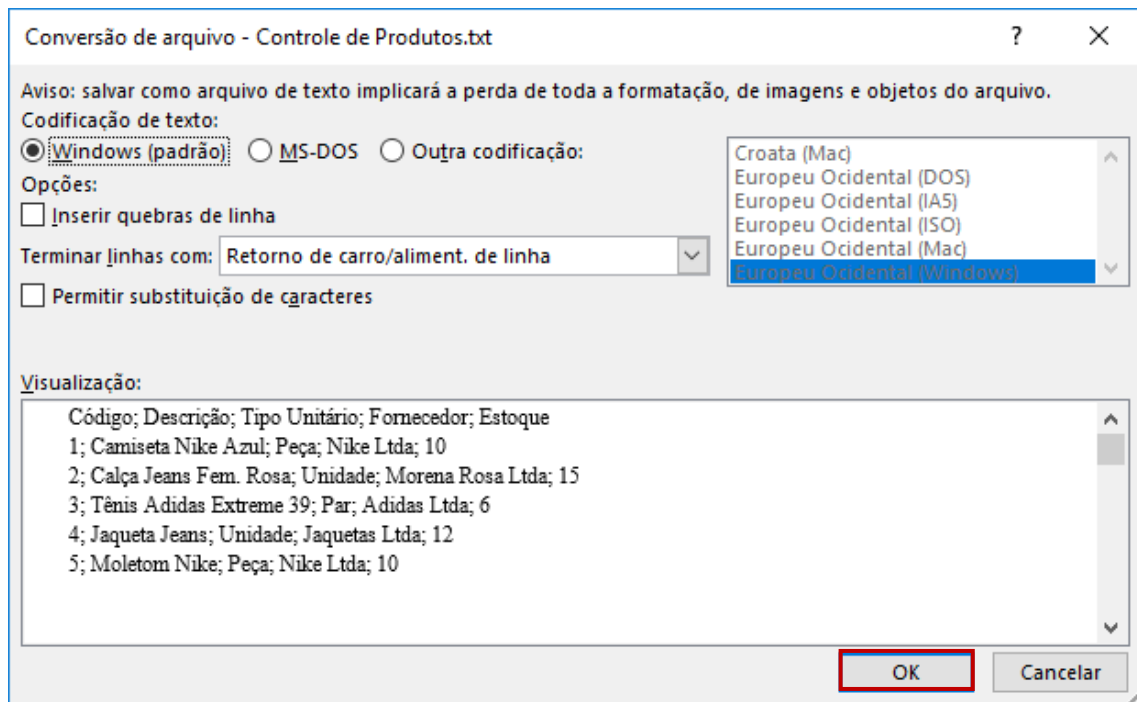 Conversão de arquivo - Controle de Produtos.txt
?
Aviso: salvar como arquivo de texto implicará a perda de toda a formatação, de imagens e objetos do arquivo.
Codificação de texto:
Windows (padrão) MS-DOS Outra codificação:
Opções:
Inserir quebras de linha
Terminar linhas com: Retorno de carro/aliment. de linha
Permitir substituição de caracteres
Croata (Mac)
Europeu Ocidental (DOS)
Europeu Ocidental (IA5)
Europeu Ocidental (ISO)
Europeu Ocidental (Mac)
Europeu Ocidental (Windows)
Visualização:
Código; Descrição; Tipo Unitário; Fornecedor; Estoque
1; Camiseta Nike Azul; Peça; Nike Ltda; 10
2; Calça Jeans Fem. Rosa; Unidade; Morena Rosa Ltda; 15
3; Tênis Adidas Extreme 39; Par; Adidas Ltda; 6
4; Jaqueta Jeans; Unidade; Jaquetas Ltda; 12
5; Moletom Nike; Peça; Nike Ltda; 10
OK
Cancelar